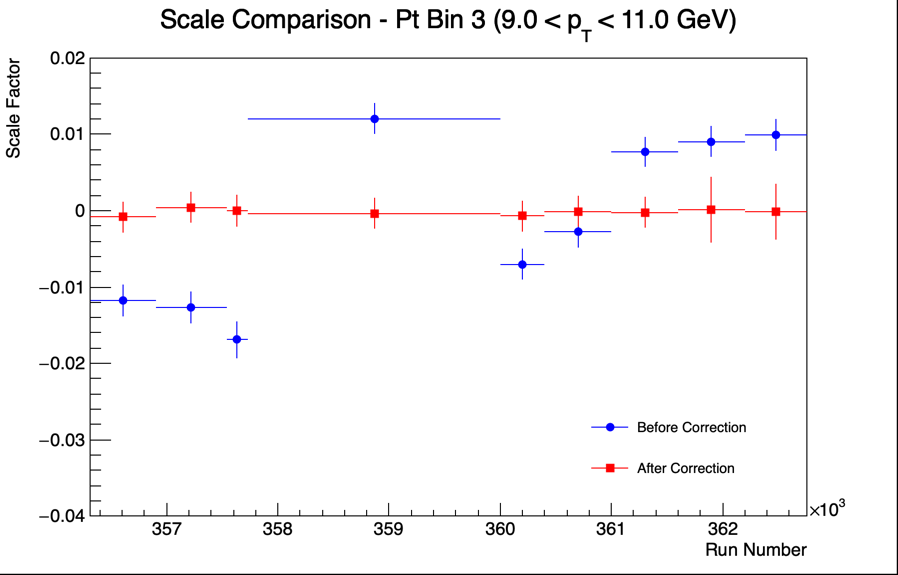 Scale Comparison - Pt Bin 3 (9.0 < p_T < 11.0 GeV)
Scale Factor
0.02
0.01
0
−0.01
−0.02
−0.03
−0.04
Before Correction
After Correction
357 358 359 360 361 362 ×10³
Run Number